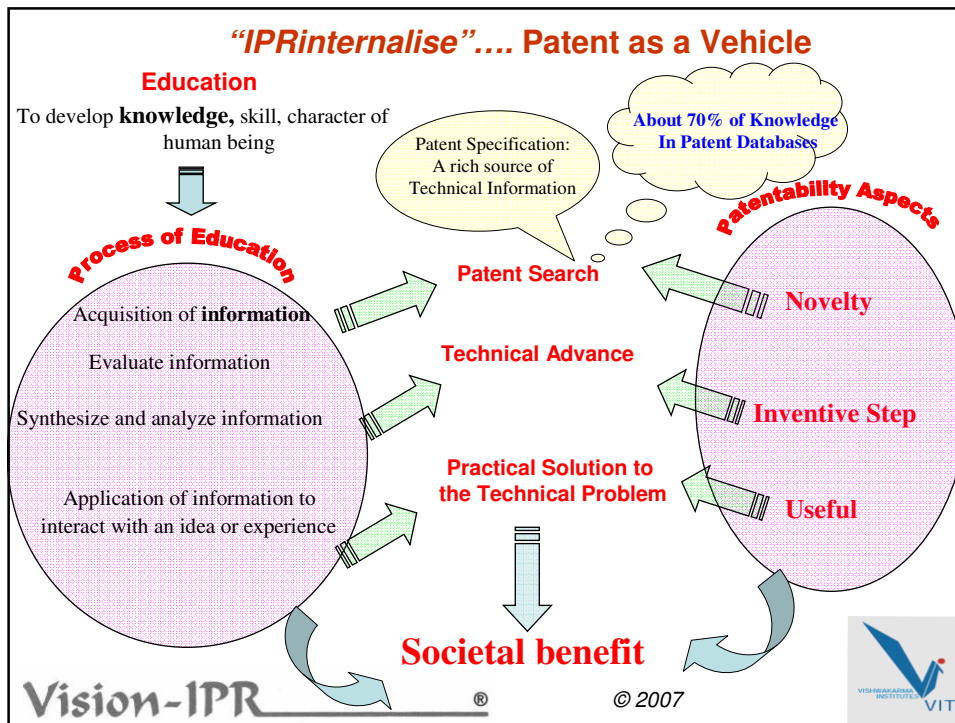 “IPRinternalise”…. Patent as a Vehicle
Education
To develop knowledge, skill, character of
human being
Patent Specification:
A rich source of
Technical Information
About 70% of Knowledge
In Patent Databases
Process of Education
Patentability Aspects
Acquisition of information
Evaluate information
Synthesize and analyze information
Application of information to
interact with an idea or experience
Patent Search
Technical Advance
Practical Solution to
the Technical Problem
Novelty
Inventive Step
Useful
Societal benefit
Vision-IPR ®
© 2007
VISHWAKARMA
INSTITUTES
VIT